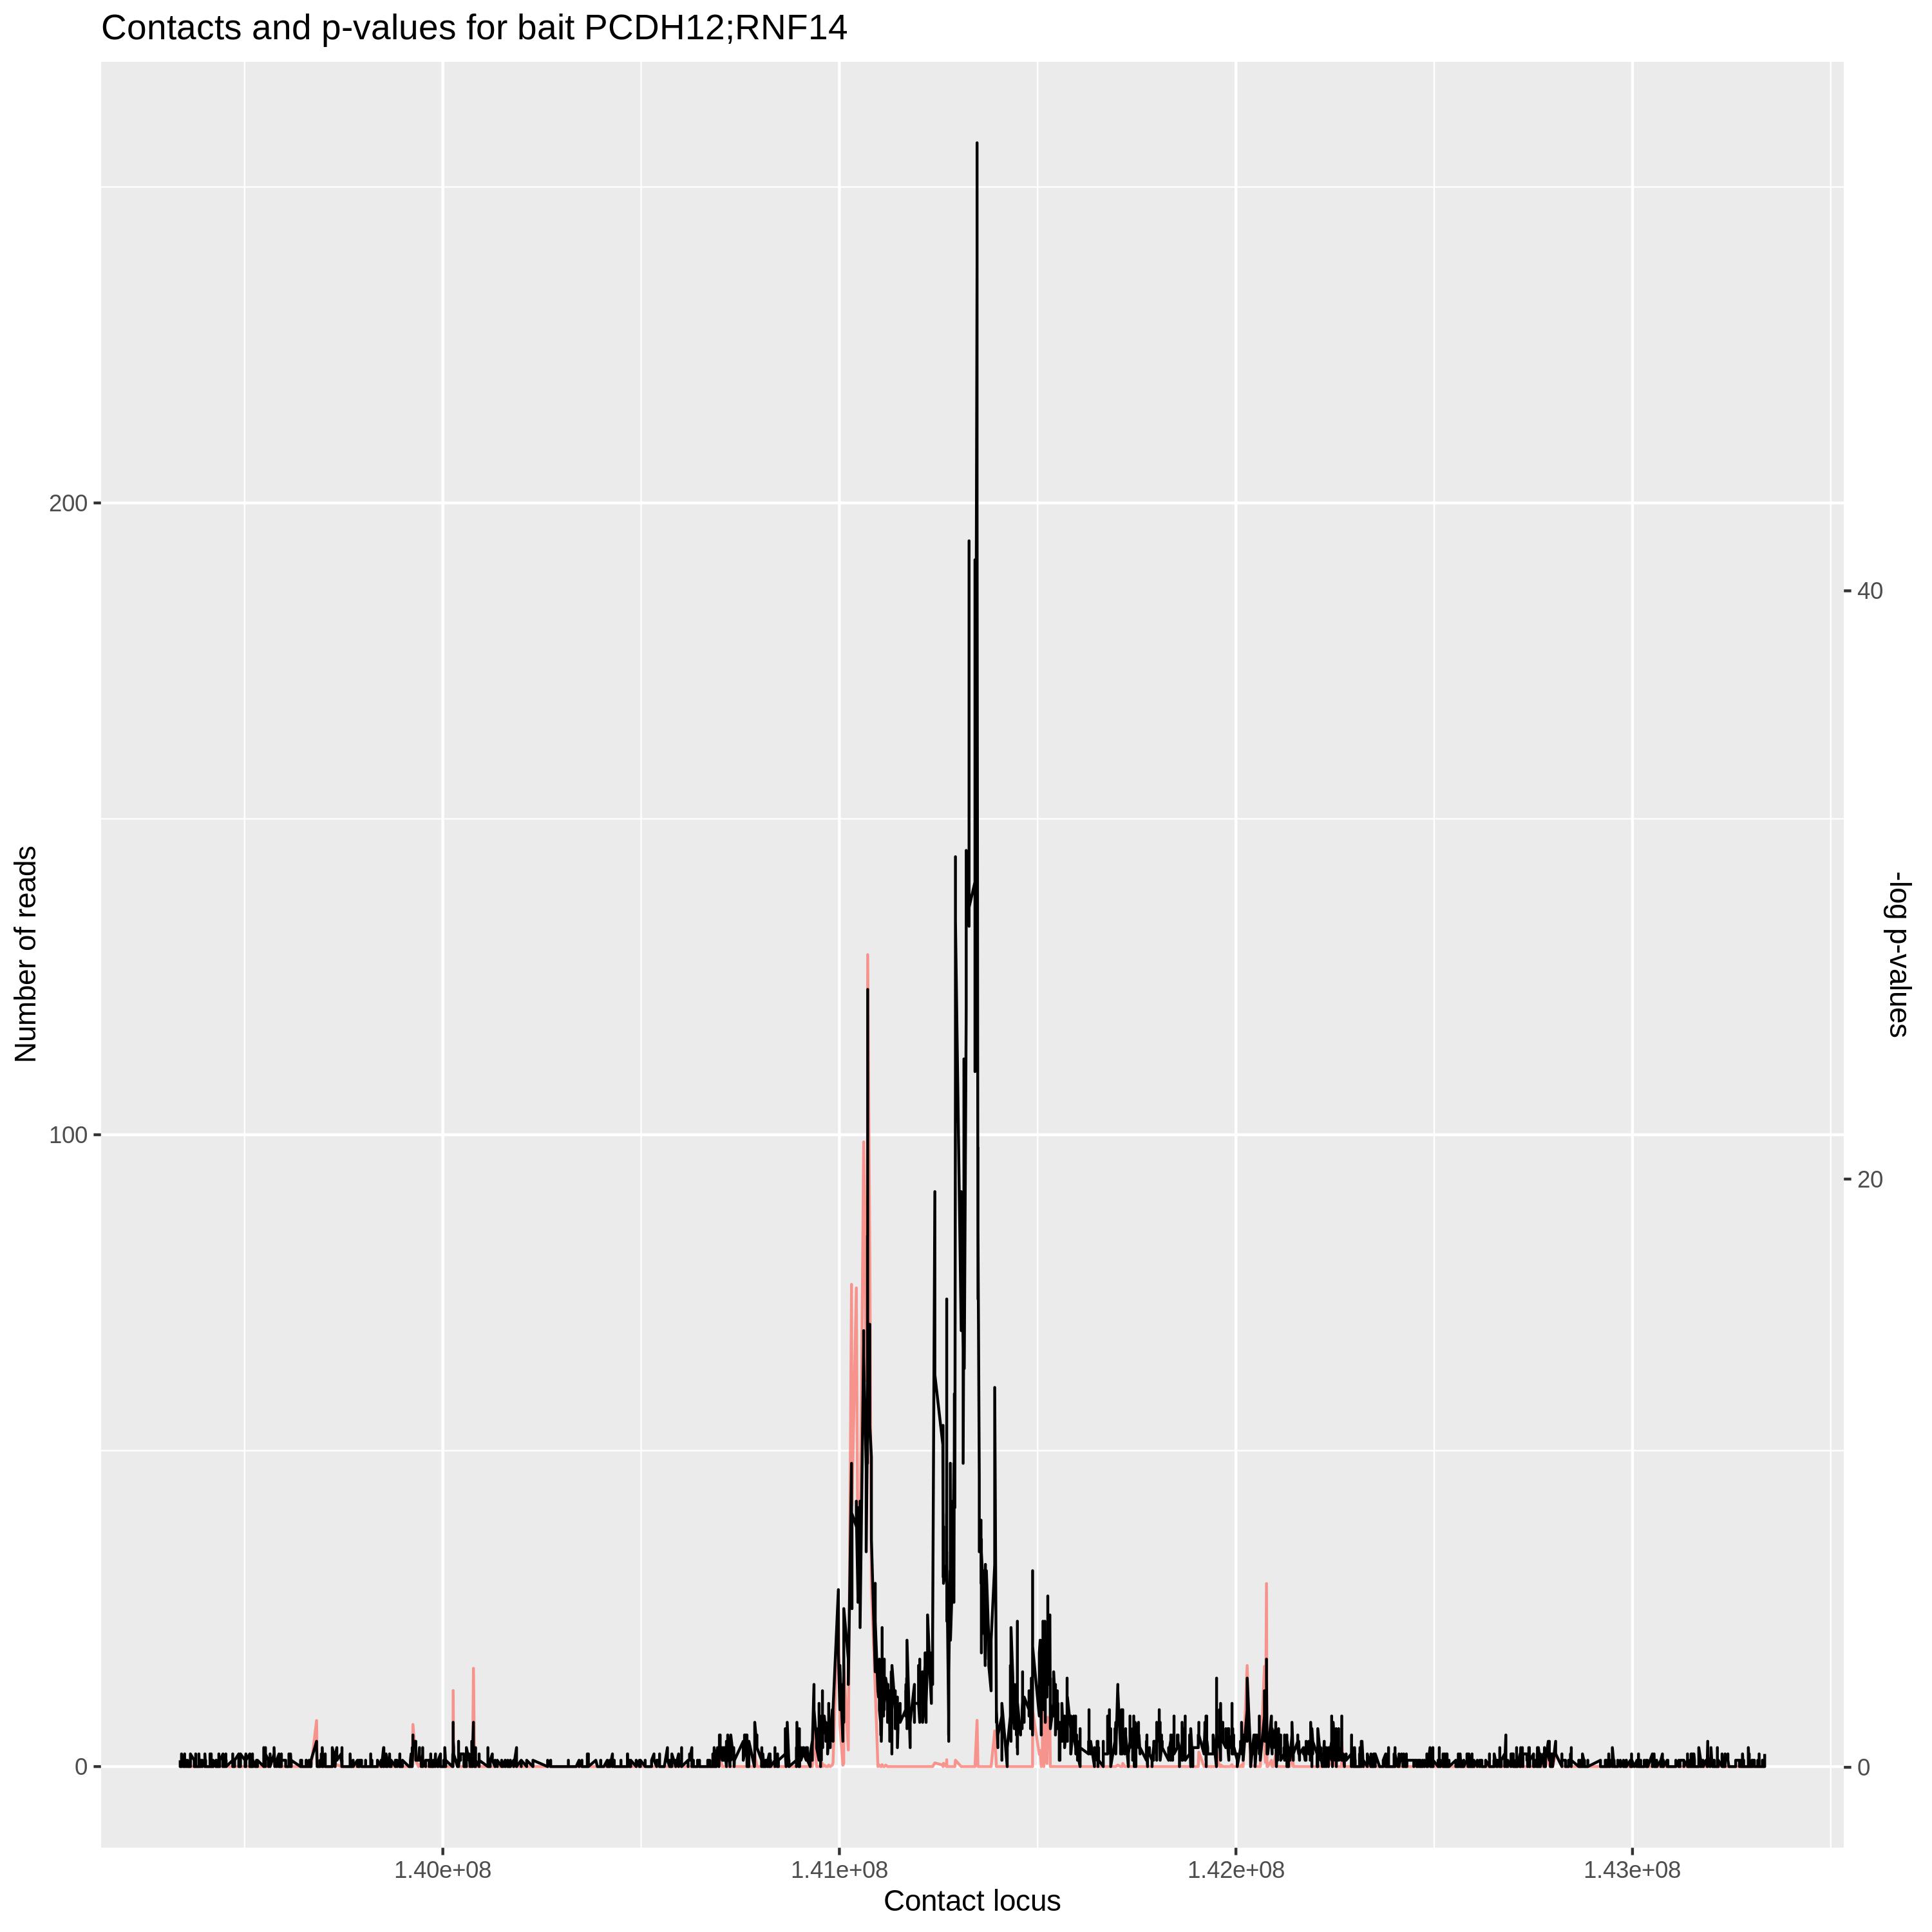 Contacts and p-values for bait PCDH12;RNF14
200
100
0
Number of reads
40
20
0
-log p-values
1.40e+08
1.41e+08
1.42e+08
1.43e+08
Contact locus